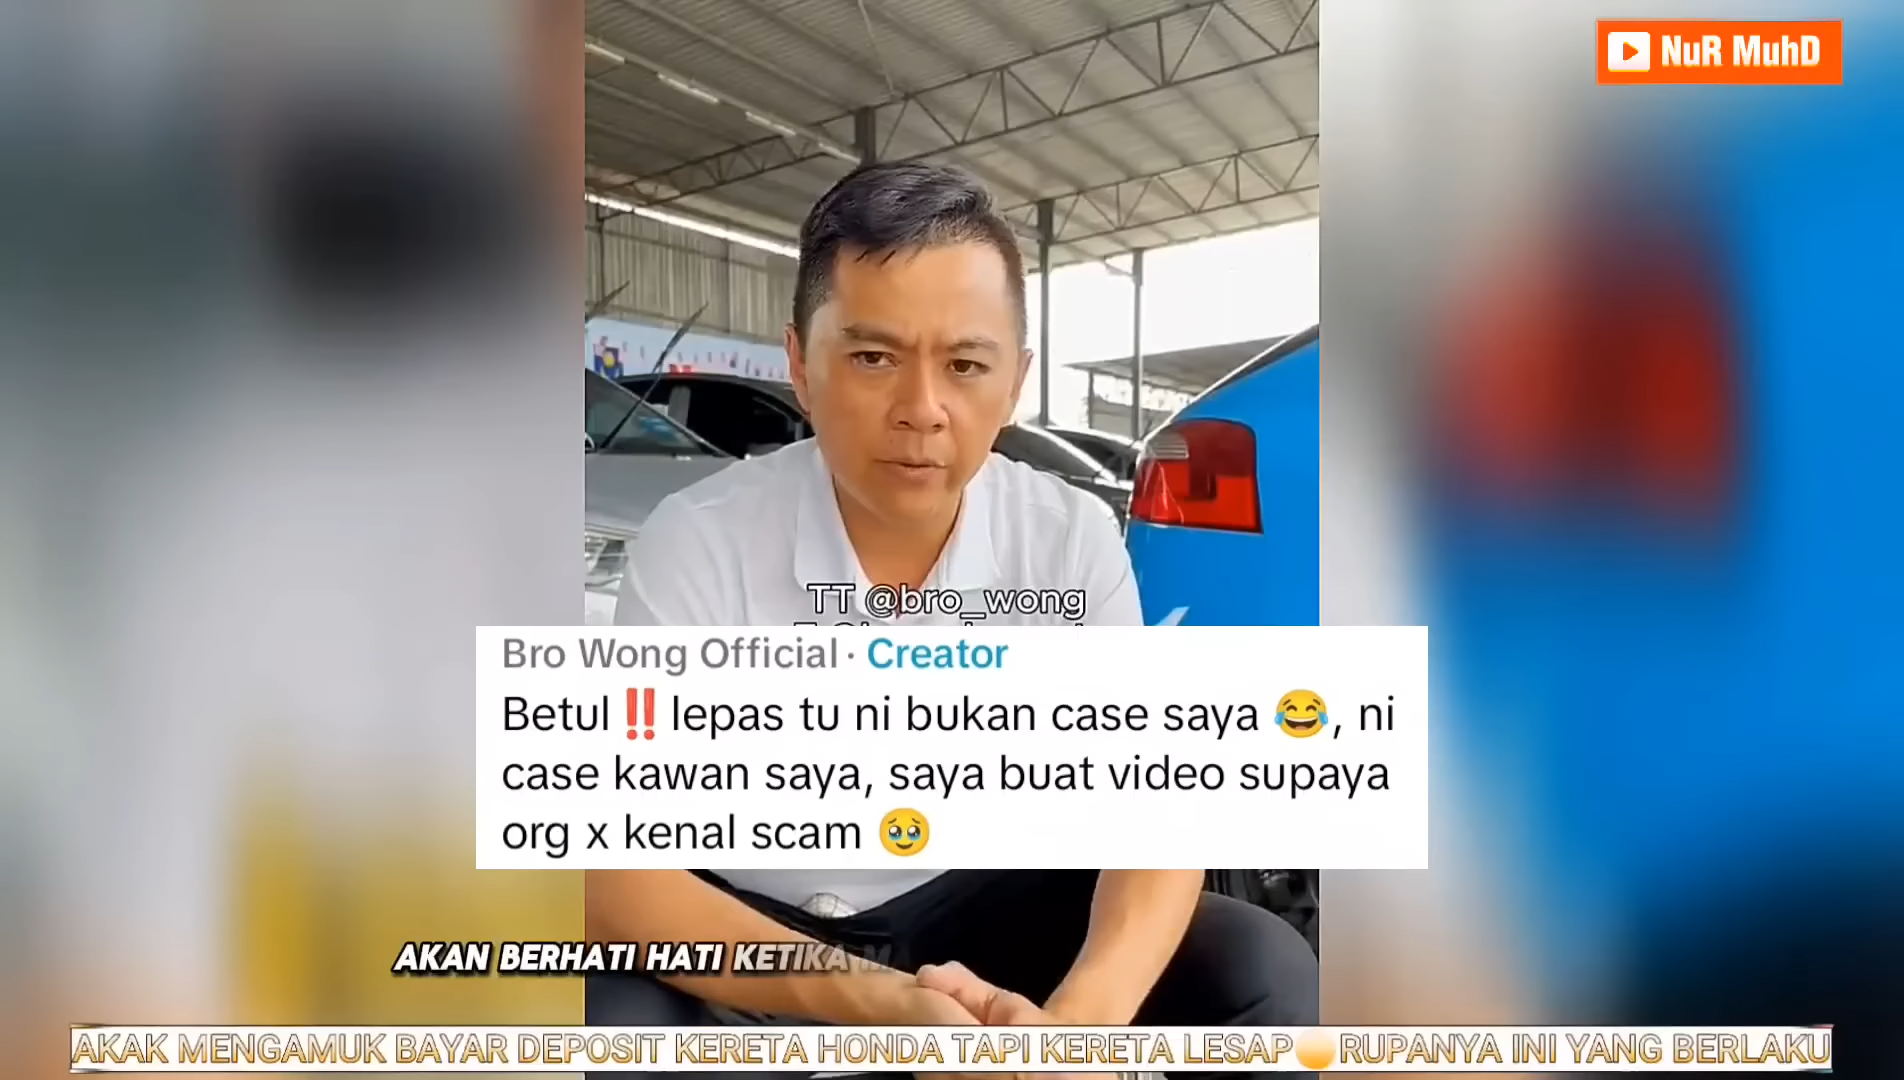 NuR MuhD
TT @bro_wong
Bro Wong Official · Creator
Betul‼️lepas tu ni bukan case saya 😂, ni
case kawan saya, saya buat video supaya
org x kenal scam 🥹
AKAN BERHATI HATI KETIKA
AKAK MENGAMUK BAYAR DEPOSIT KERETA HONDA TAPI KERETA LESAP🟡RUPANYA INI YANG BERLAKU